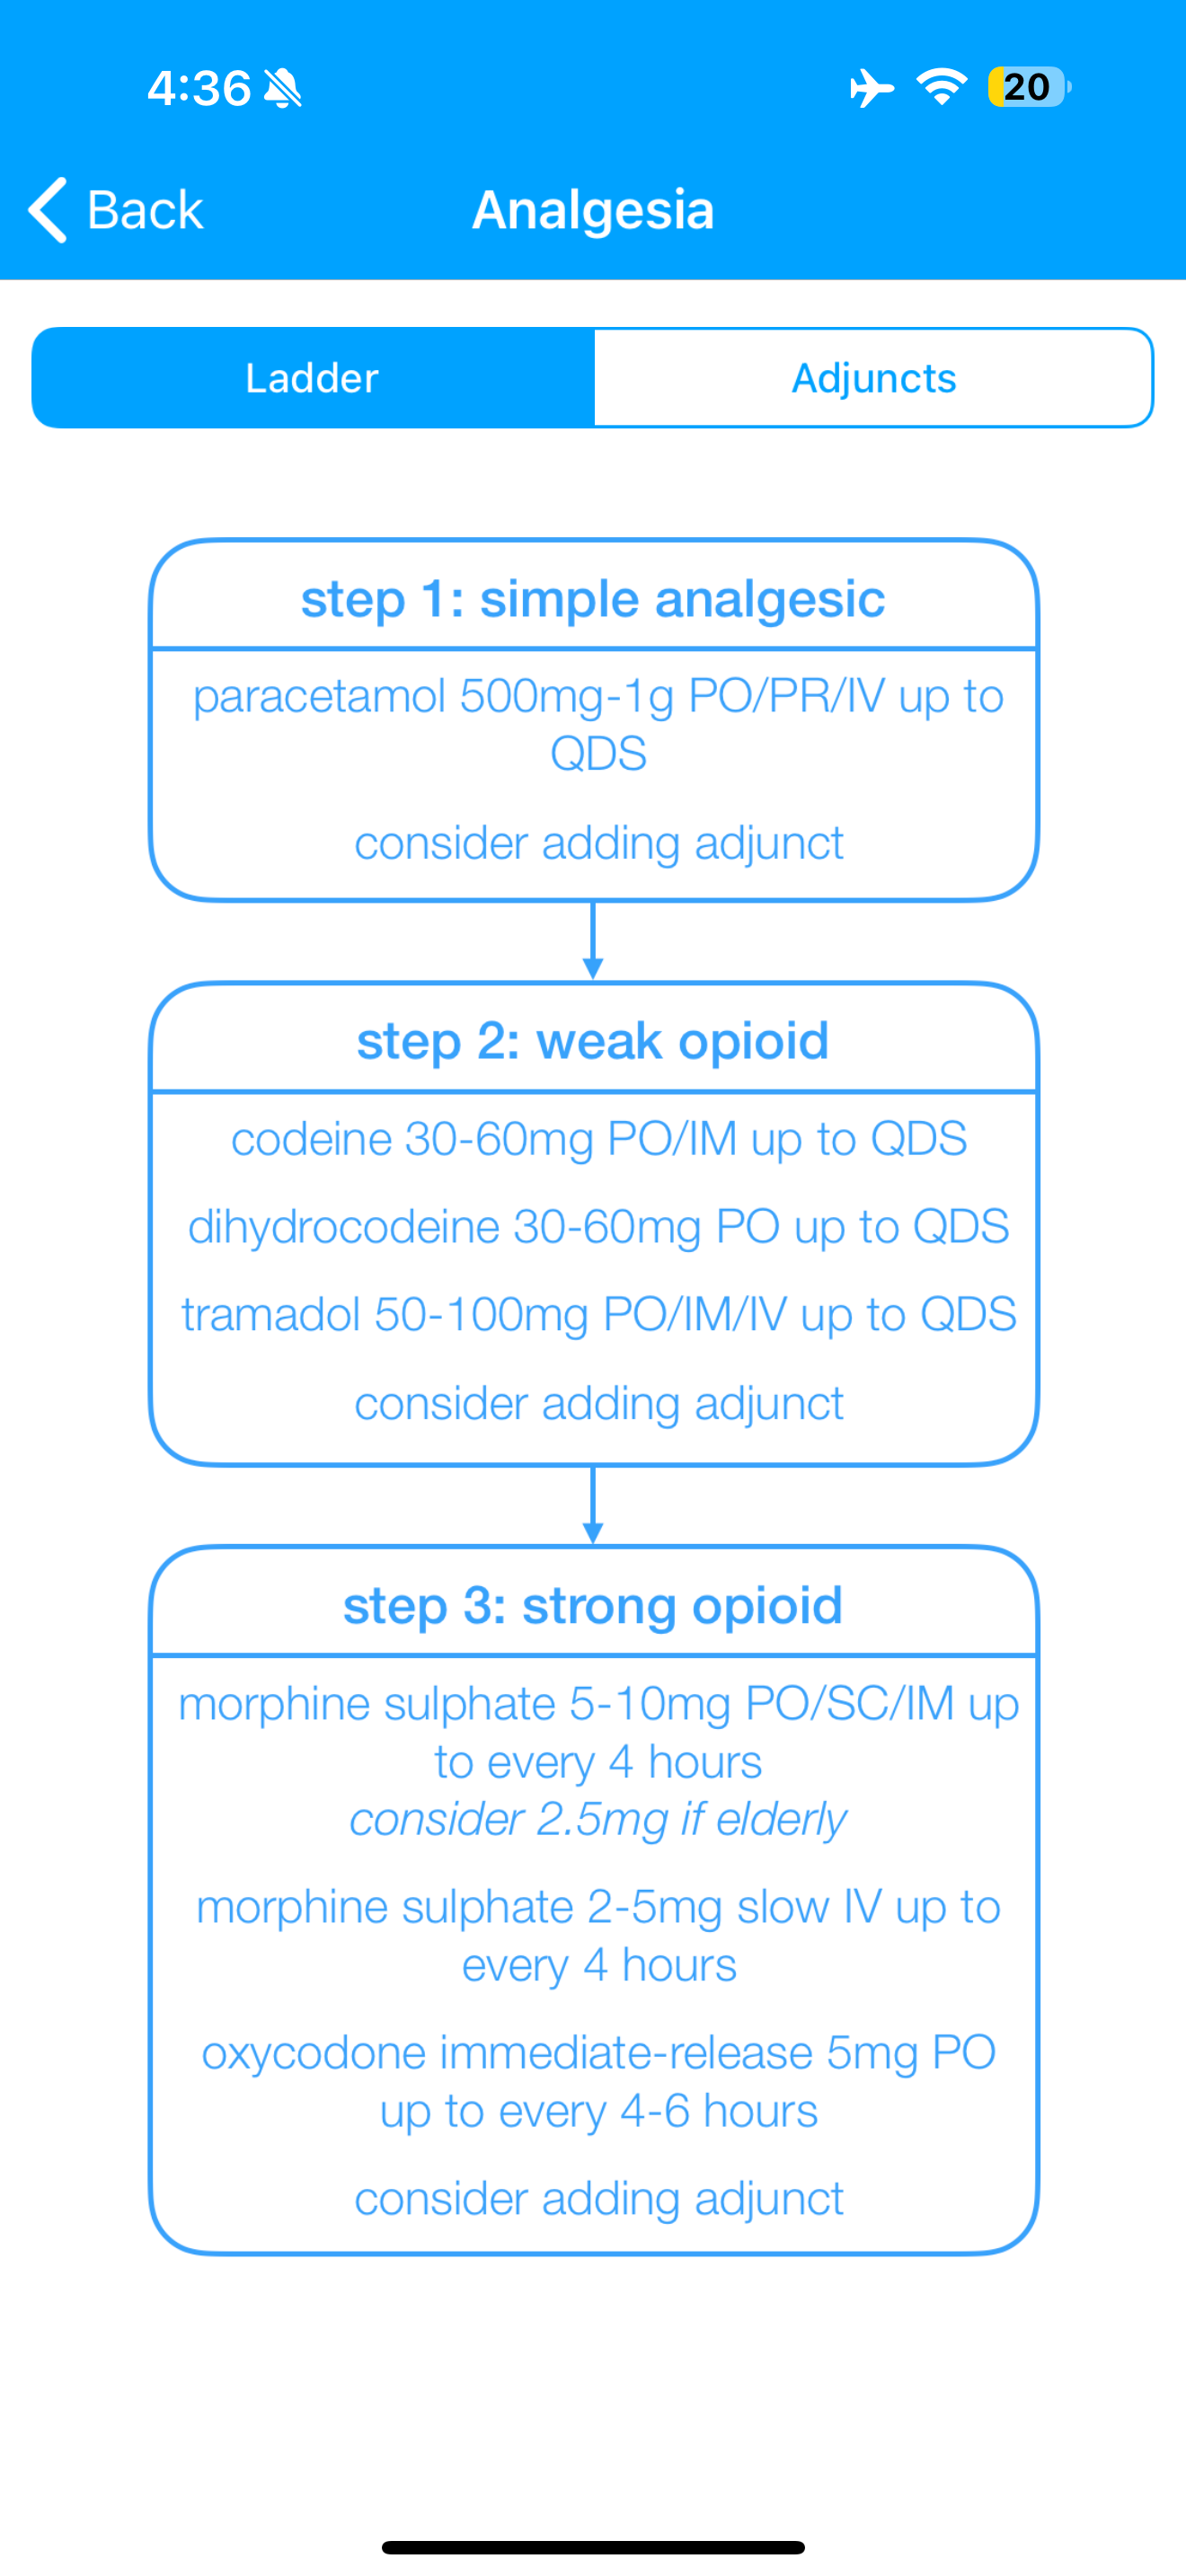 4:36
20
Back
Analgesia
Ladder
Adjuncts
step 1: simple analgesic
paracetamol 500mg-1g PO/PR/IV up to
QDS
consider adding adjunct
step 2: weak opioid
codeine 30-60mg PO/IM up to QDS
dihydrocodeine 30-60mg PO up to QDS
tramadol 50-100mg PO/IM/IV up to QDS
consider adding adjunct
step 3: strong opioid
morphine sulphate 5-10mg PO/SC/IM up
to every 4 hours
consider 2.5mg if elderly
morphine sulphate 2-5mg slow IV up to
every 4 hours
oxycodone immediate-release 5mg PO
up to every 4-6 hours
consider adding adjunct